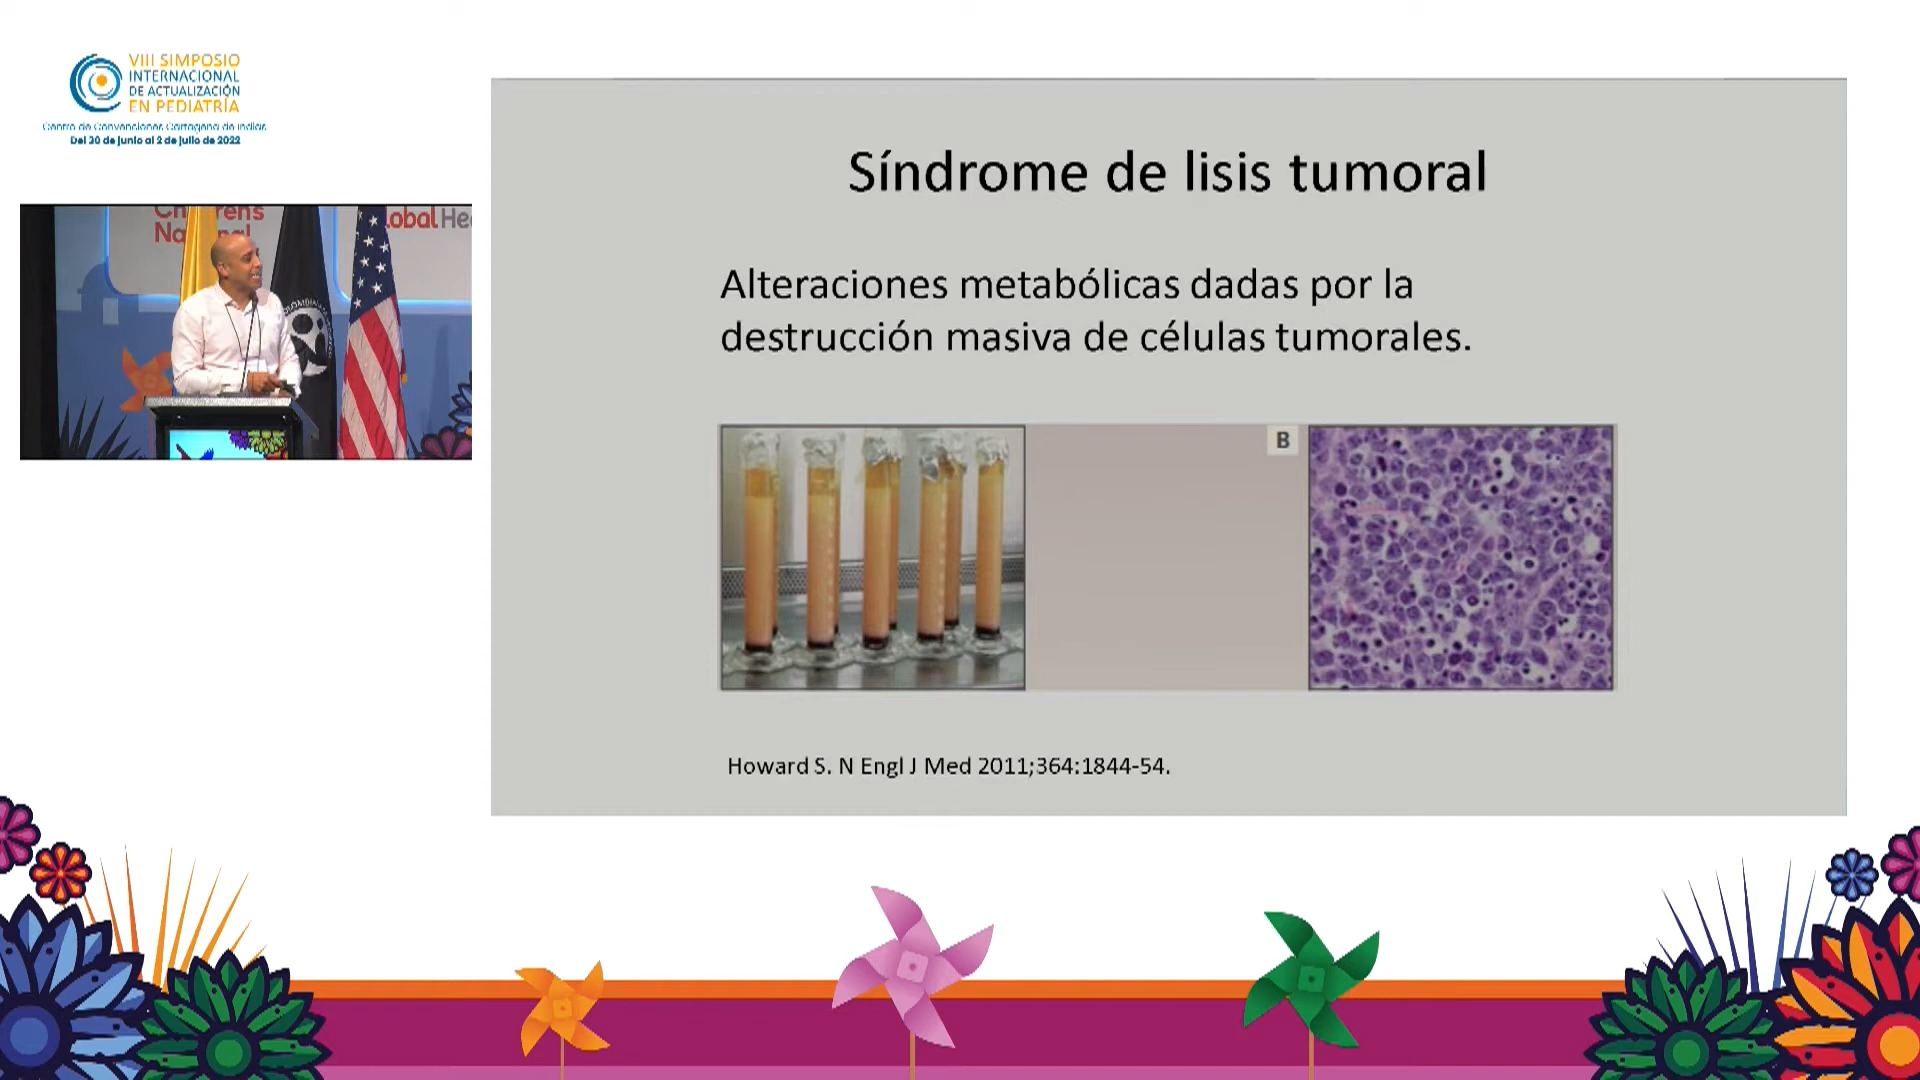 VIII SIMPOSIO
INTERNACIONAL
DE ACTUALIZACIÓN
EN PEDIATRÍA
Centro de Convenciones Cartagena de Indias
Del 30 de junio al 2 de julio de 2022
Síndrome de lisis tumoral
Alteraciones metabólicas dadas por la
destrucción masiva de células tumorales.
B
Howard S. N Engl J Med 2011;364:1844-54.